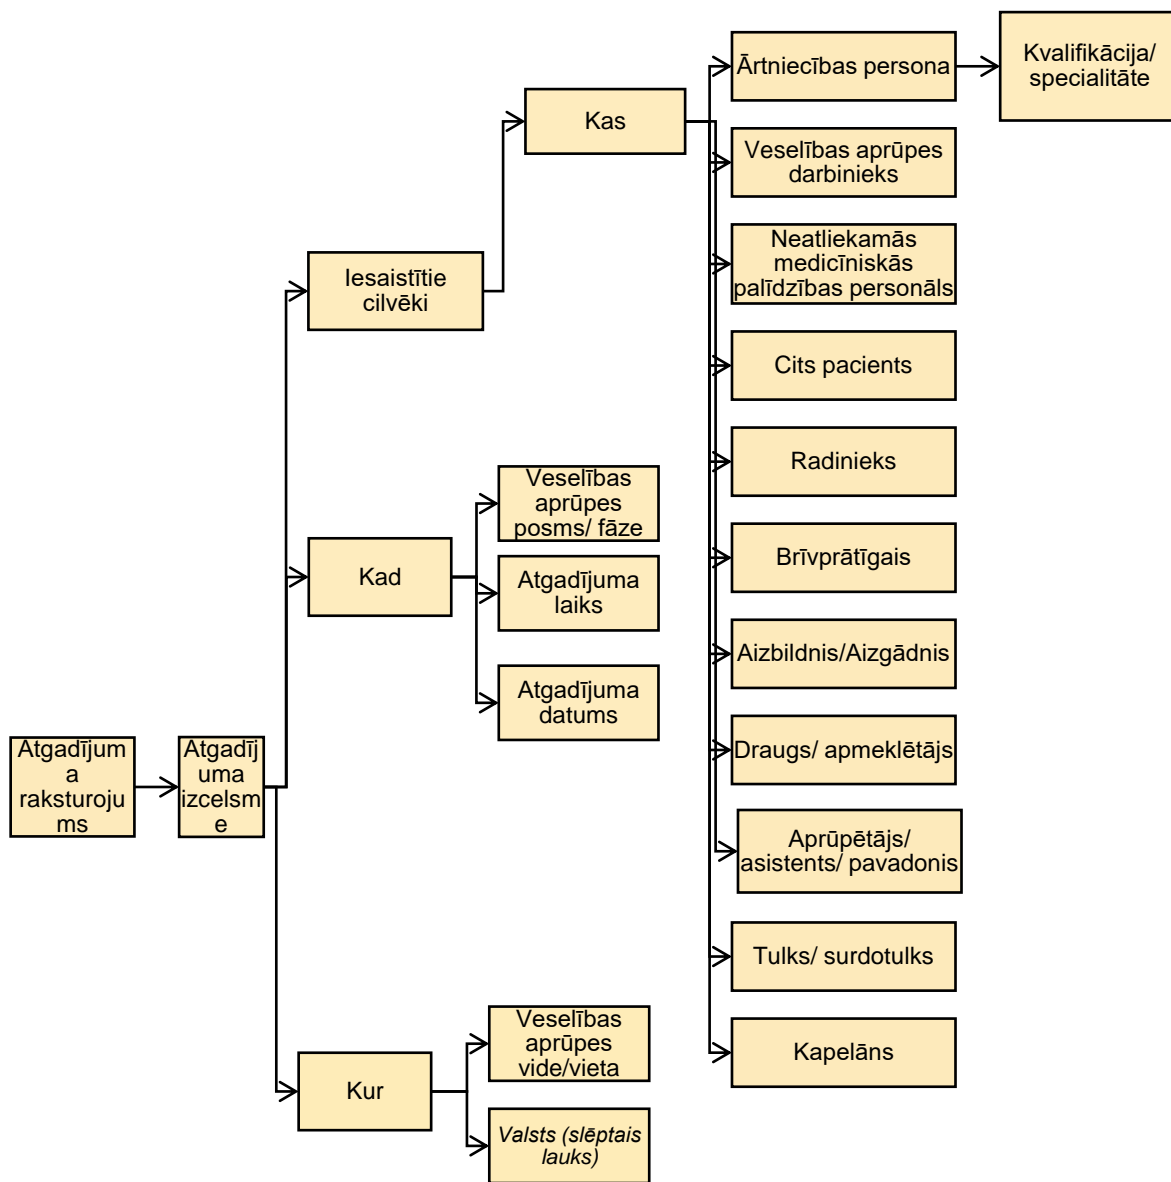 Ārtniecības persona
Kvalifikācija/
specialitāte
Kas
Veselības aprūpes
darbinieks
Neatliekamās
medicīniskās
palīdzības personāls
Iesaistītie
cilvēki
Cits pacients
Radinieks
Veselības
aprūpes
posms/ fāze
Kad
Atgadījuma
laiks
Brīvprātīgais
Aizbildnis/Aizgādnis
Atgadījuma
datums
Draugs/ apmeklētājs
Atgadījum
a
raksturoju
ms
Atgadīj
uma
izcelsm
e
Aprūpētājs/
asistents/ pavadonis
Tulks/ surdotulks
Veselības
aprūpes
vide/vieta
Kapelāns
Kur
Valsts (slēptais
lauks)